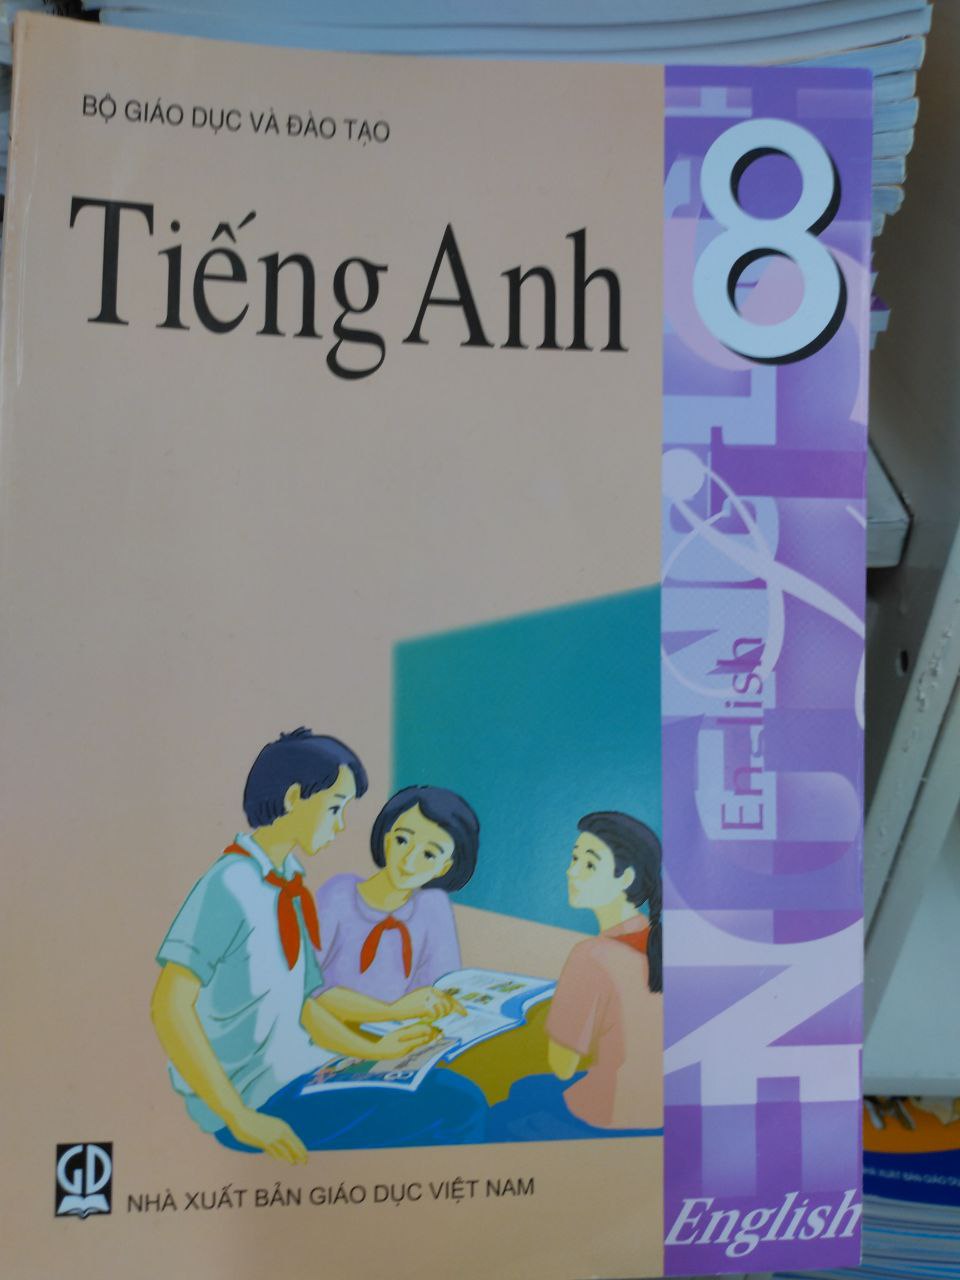 BỘ GIÁO DỤC VÀ ĐÀO TẠO
Tiếng Anh
8
English
GD
NHÀ XUẤT BẢN GIÁO DỤC VIỆT NAM
English